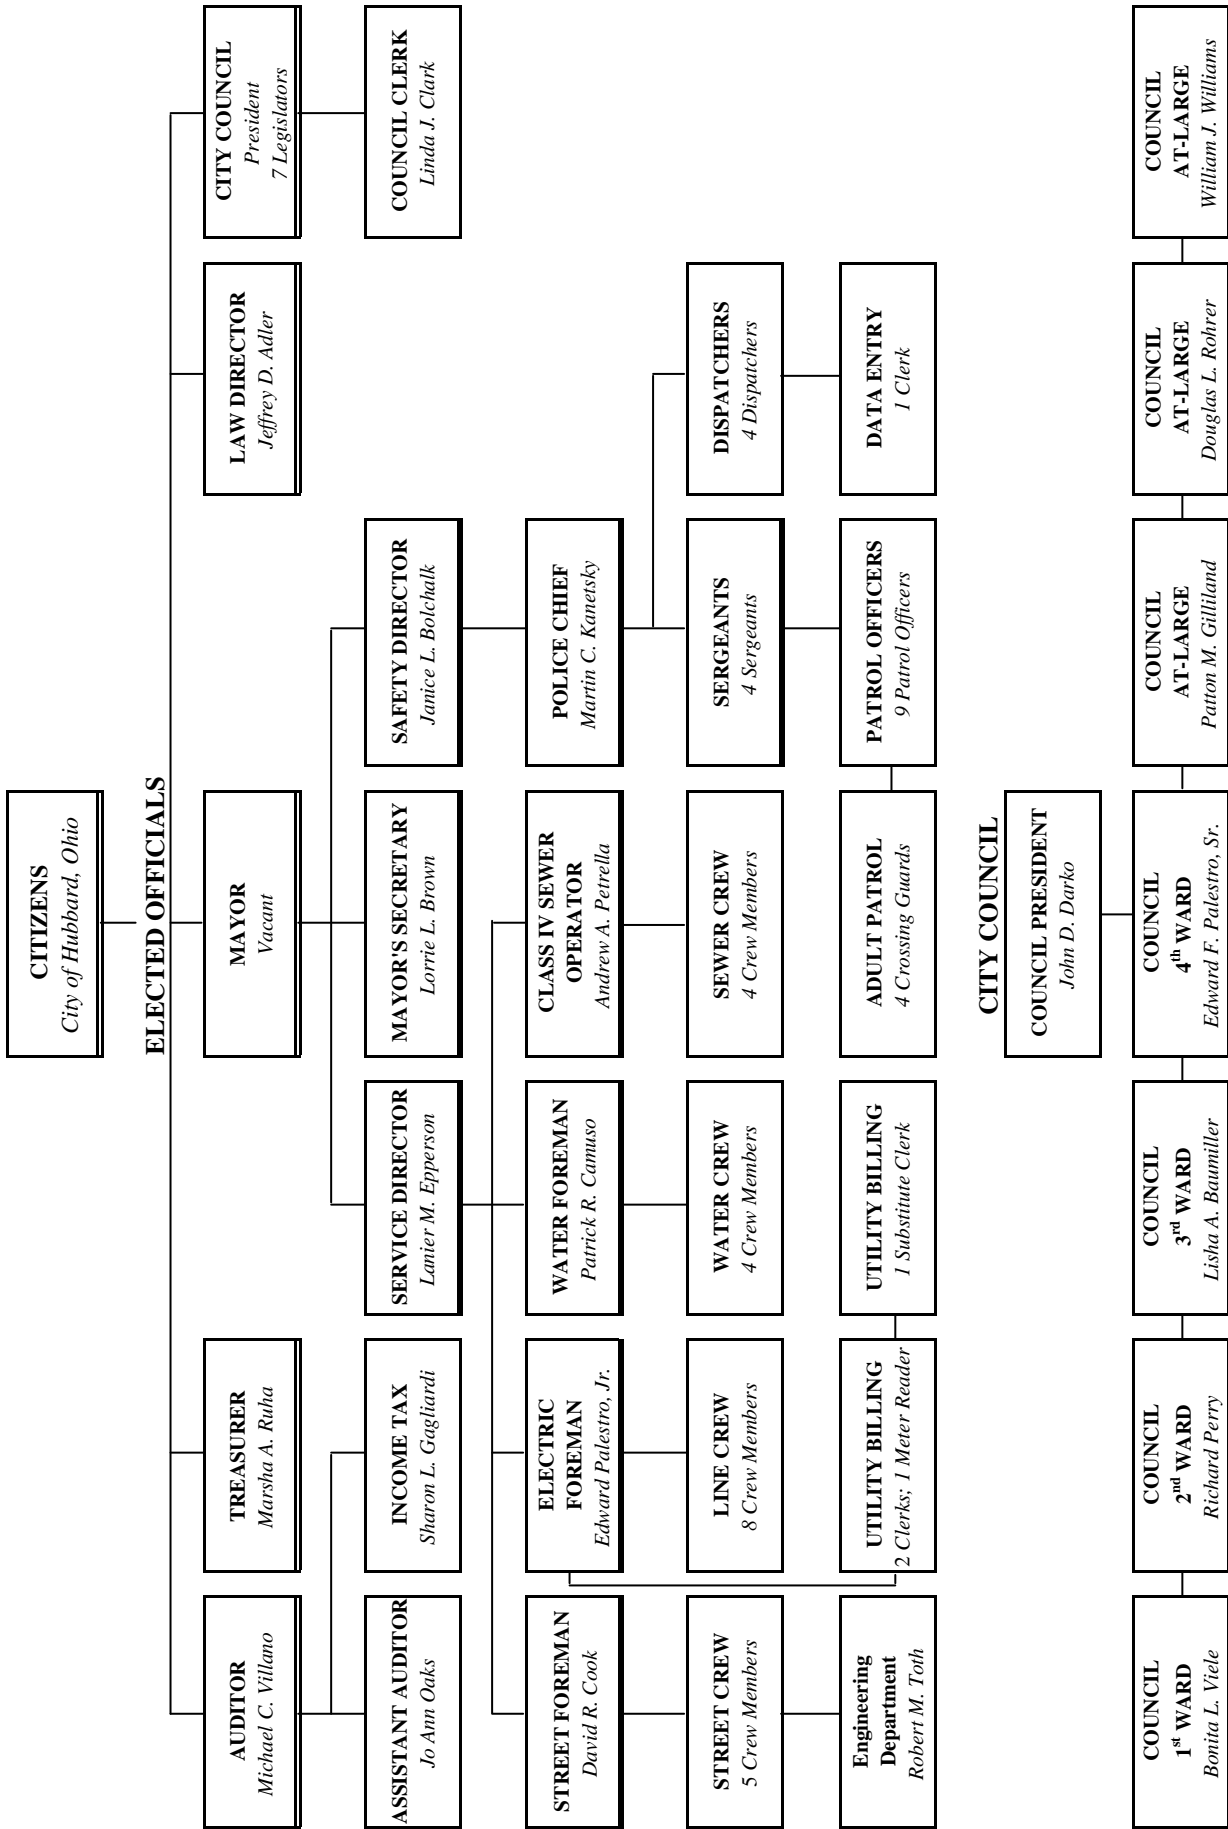 CITIZENS
City of Hubbard, Ohio
ELECTED OFFICIALS
AUDITOR
Michael C. Villano
TREASURER
Marsha A. Ruha
MAYOR
Vacant
LAW DIRECTOR
Jeffrey D. Adler
CITY COUNCIL
President
7 Legislators
ASSISTANT AUDITOR
Jo Ann Oaks
INCOME TAX
Sharon L. Gagliardi
SERVICE DIRECTOR
Lanier M. Epperson
MAYOR'S SECRETARY
Lorrie L. Brown
SAFETY DIRECTOR
Janice L. Bolchalk
COUNCIL CLERK
Linda J. Clark
STREET FOREMAN
David R. Cook
ELECTRIC
FOREMAN
Edward Palestro, Jr.
WATER FOREMAN
Patrick R. Camuso
CLASS IV SEWER
OPERATOR
Andrew A. Petrella
POLICE CHIEF
Martin C. Kanetsky
STREET CREW
5 Crew Members
LINE CREW
8 Crew Members
WATER CREW
4 Crew Members
SEWER CREW
4 Crew Members
SERGEANTS
4 Sergeants
DISPATCHERS
4 Dispatchers
Engineering
Department
Robert M. Toth
UTILITY BILLING
2 Clerks; 1 Meter Reader
UTILITY BILLING
1 Substitute Clerk
ADULT PATROL
4 Crossing Guards
PATROL OFFICERS
9 Patrol Officers
DATA ENTRY
1 Clerk
CITY COUNCIL
COUNCIL PRESIDENT
John D. Darko
COUNCIL
1st WARD
Bonita L. Viele
COUNCIL
2nd WARD
Richard Perry
COUNCIL
3rd WARD
Lisha A. Baumiller
COUNCIL
4th WARD
Edward F. Palestro, Sr.
COUNCIL
AT-LARGE
Patton M. Gilliland
COUNCIL
AT-LARGE
Douglas L. Rohrer
COUNCIL
AT-LARGE
William J. Williams